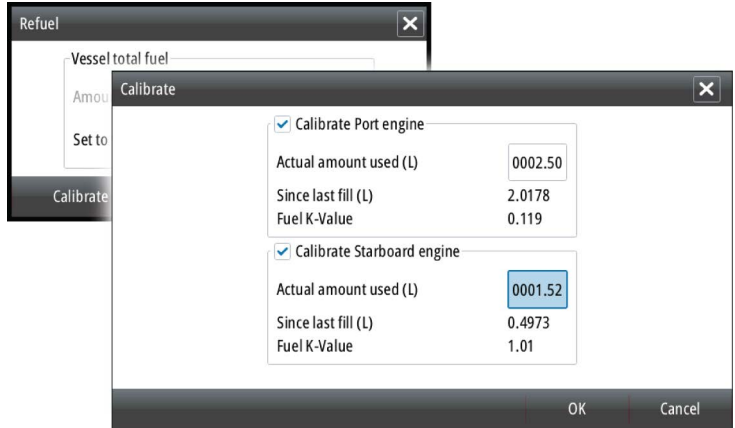 Refuel
Vessel total fuel
Amou
Set to
Calibrate
Calibrate
Calibrate Port engine
Actual amount used (L) 0002.50
Since last fill (L) 2.0178
Fuel K-Value 0.119
Calibrate Starboard engine
Actual amount used (L) 0001.52
Since last fill (L) 0.4973
Fuel K-Value 1.01
OK Cancel